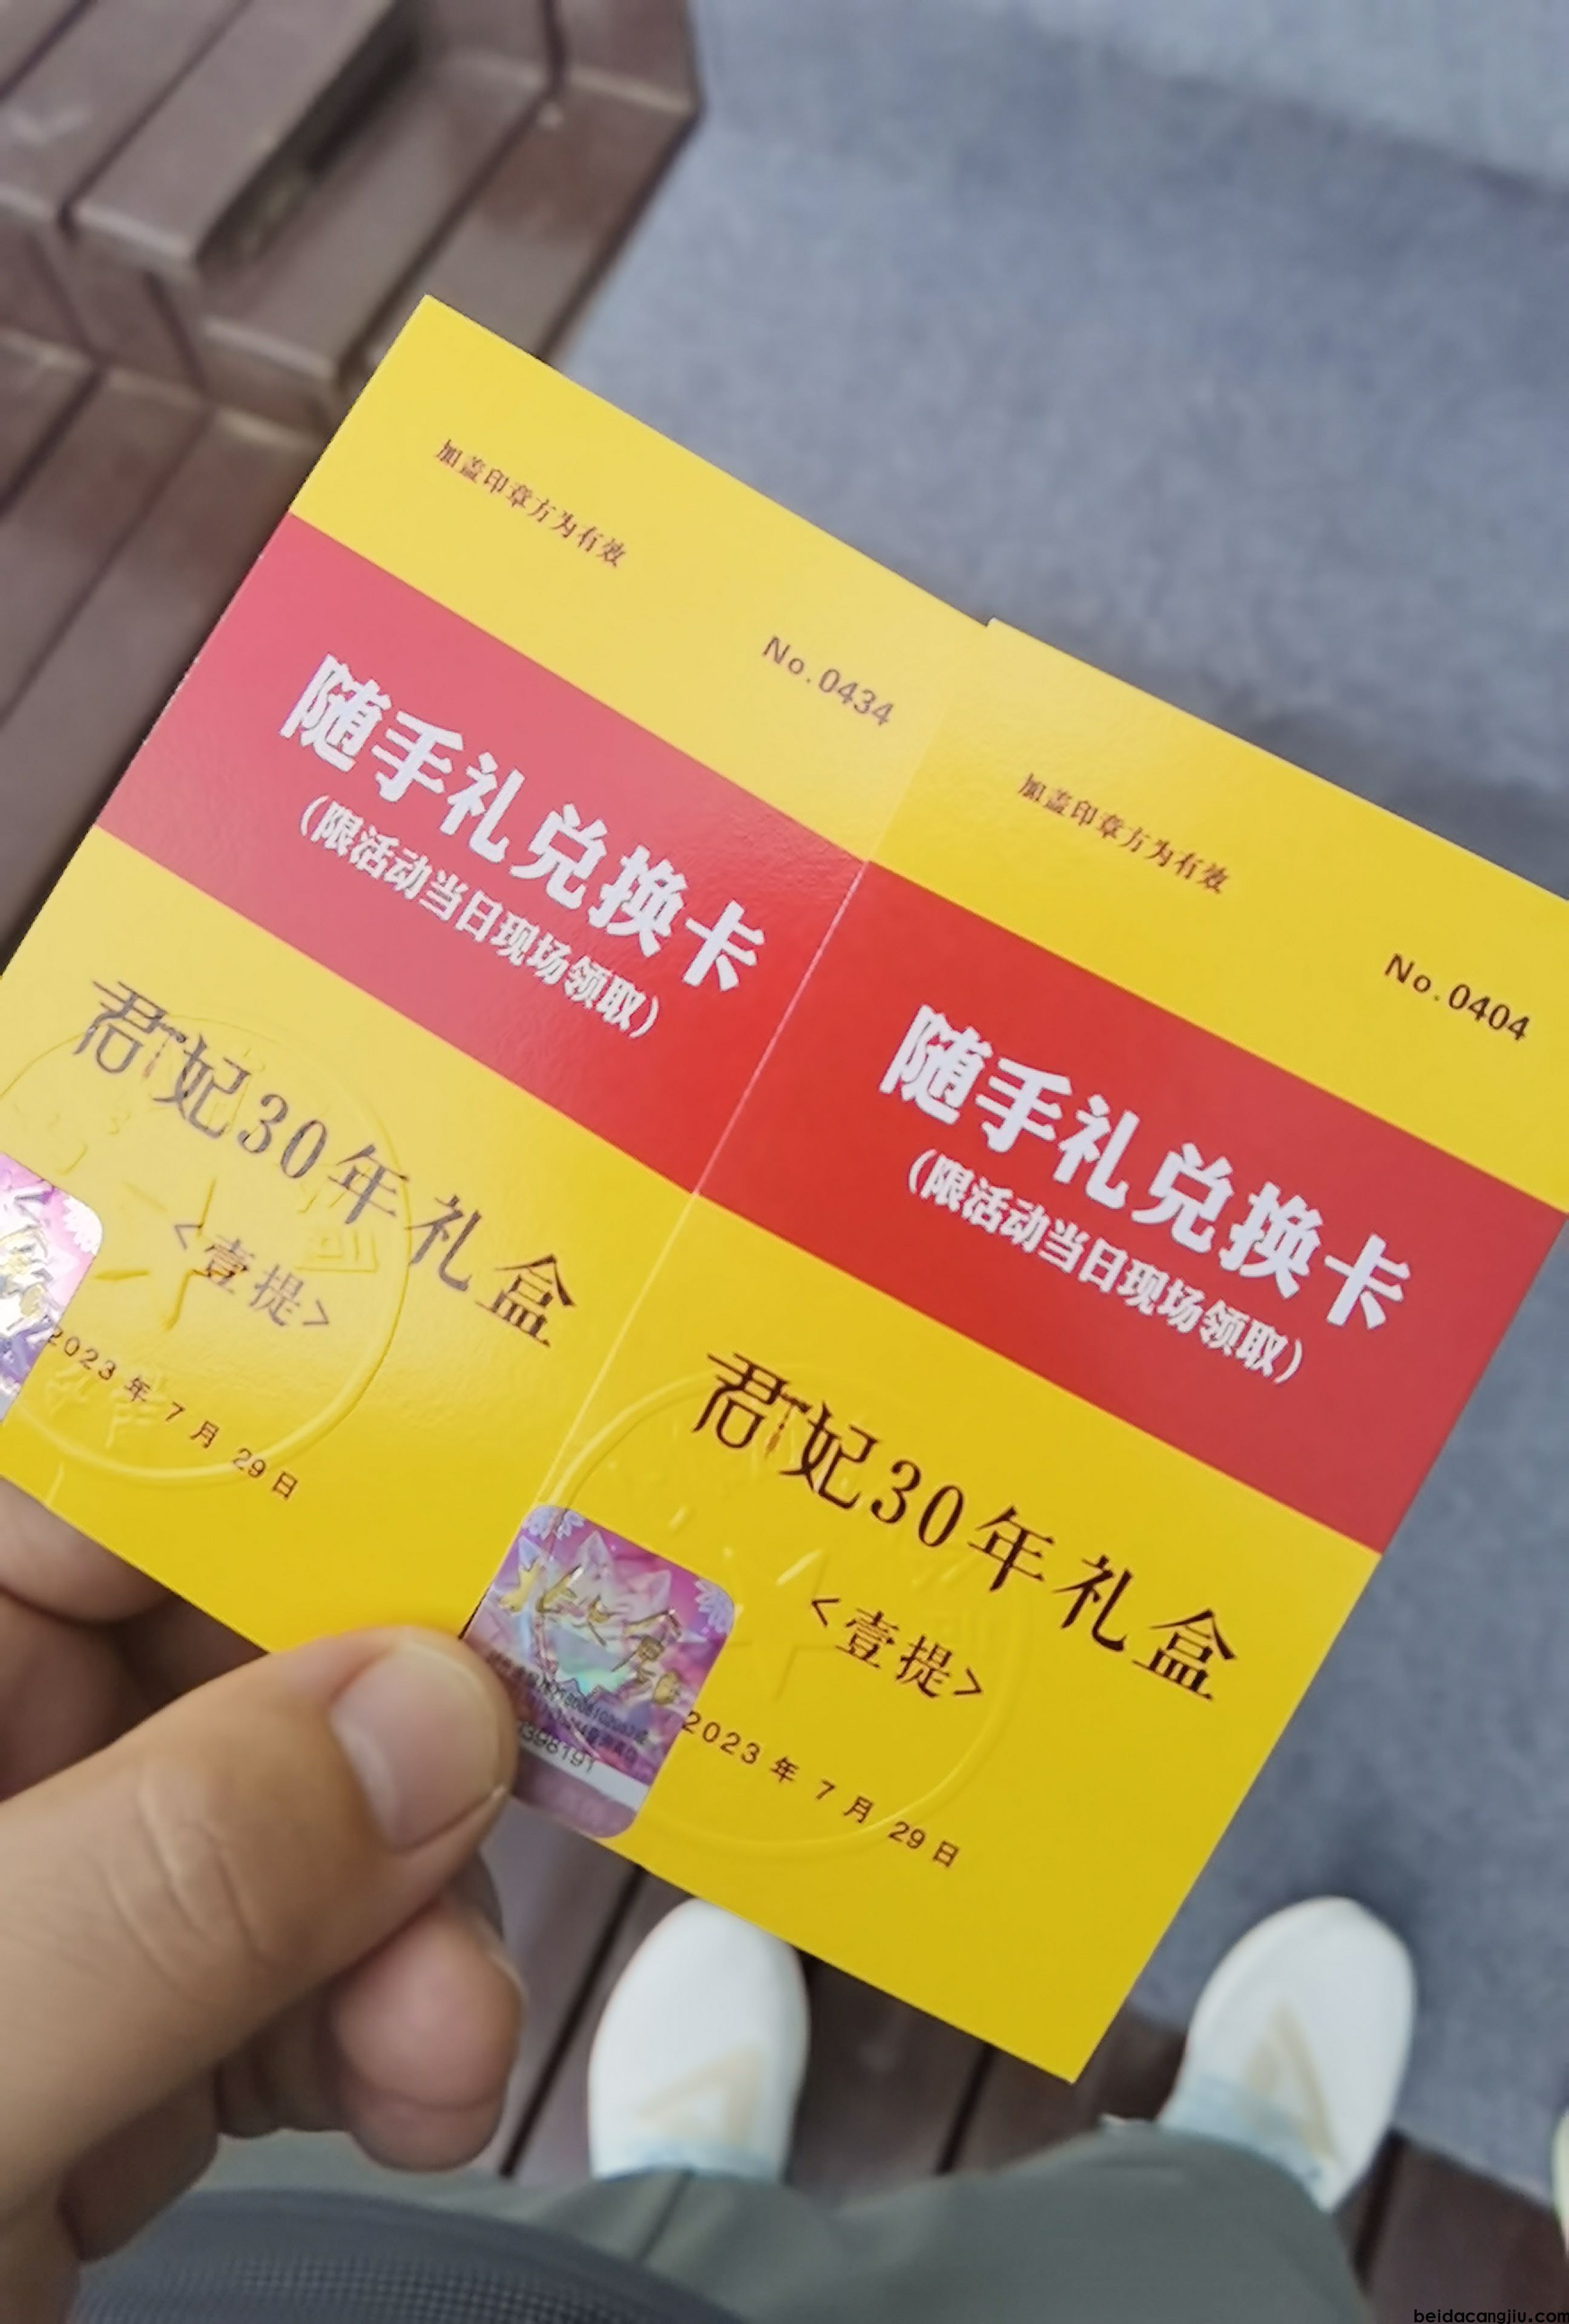 加盖印章方为有效
No.0434
随手礼兑换卡
(限活动当日现场领取)
君妃30年礼盒
<壹提>
2023年7月29日
加盖印章方为有效
No.0404
随手礼兑换卡
(限活动当日现场领取)
君妃30年礼盒
<壹提>
北大仓
398191
2023年7月29日
beidacangjiu.com